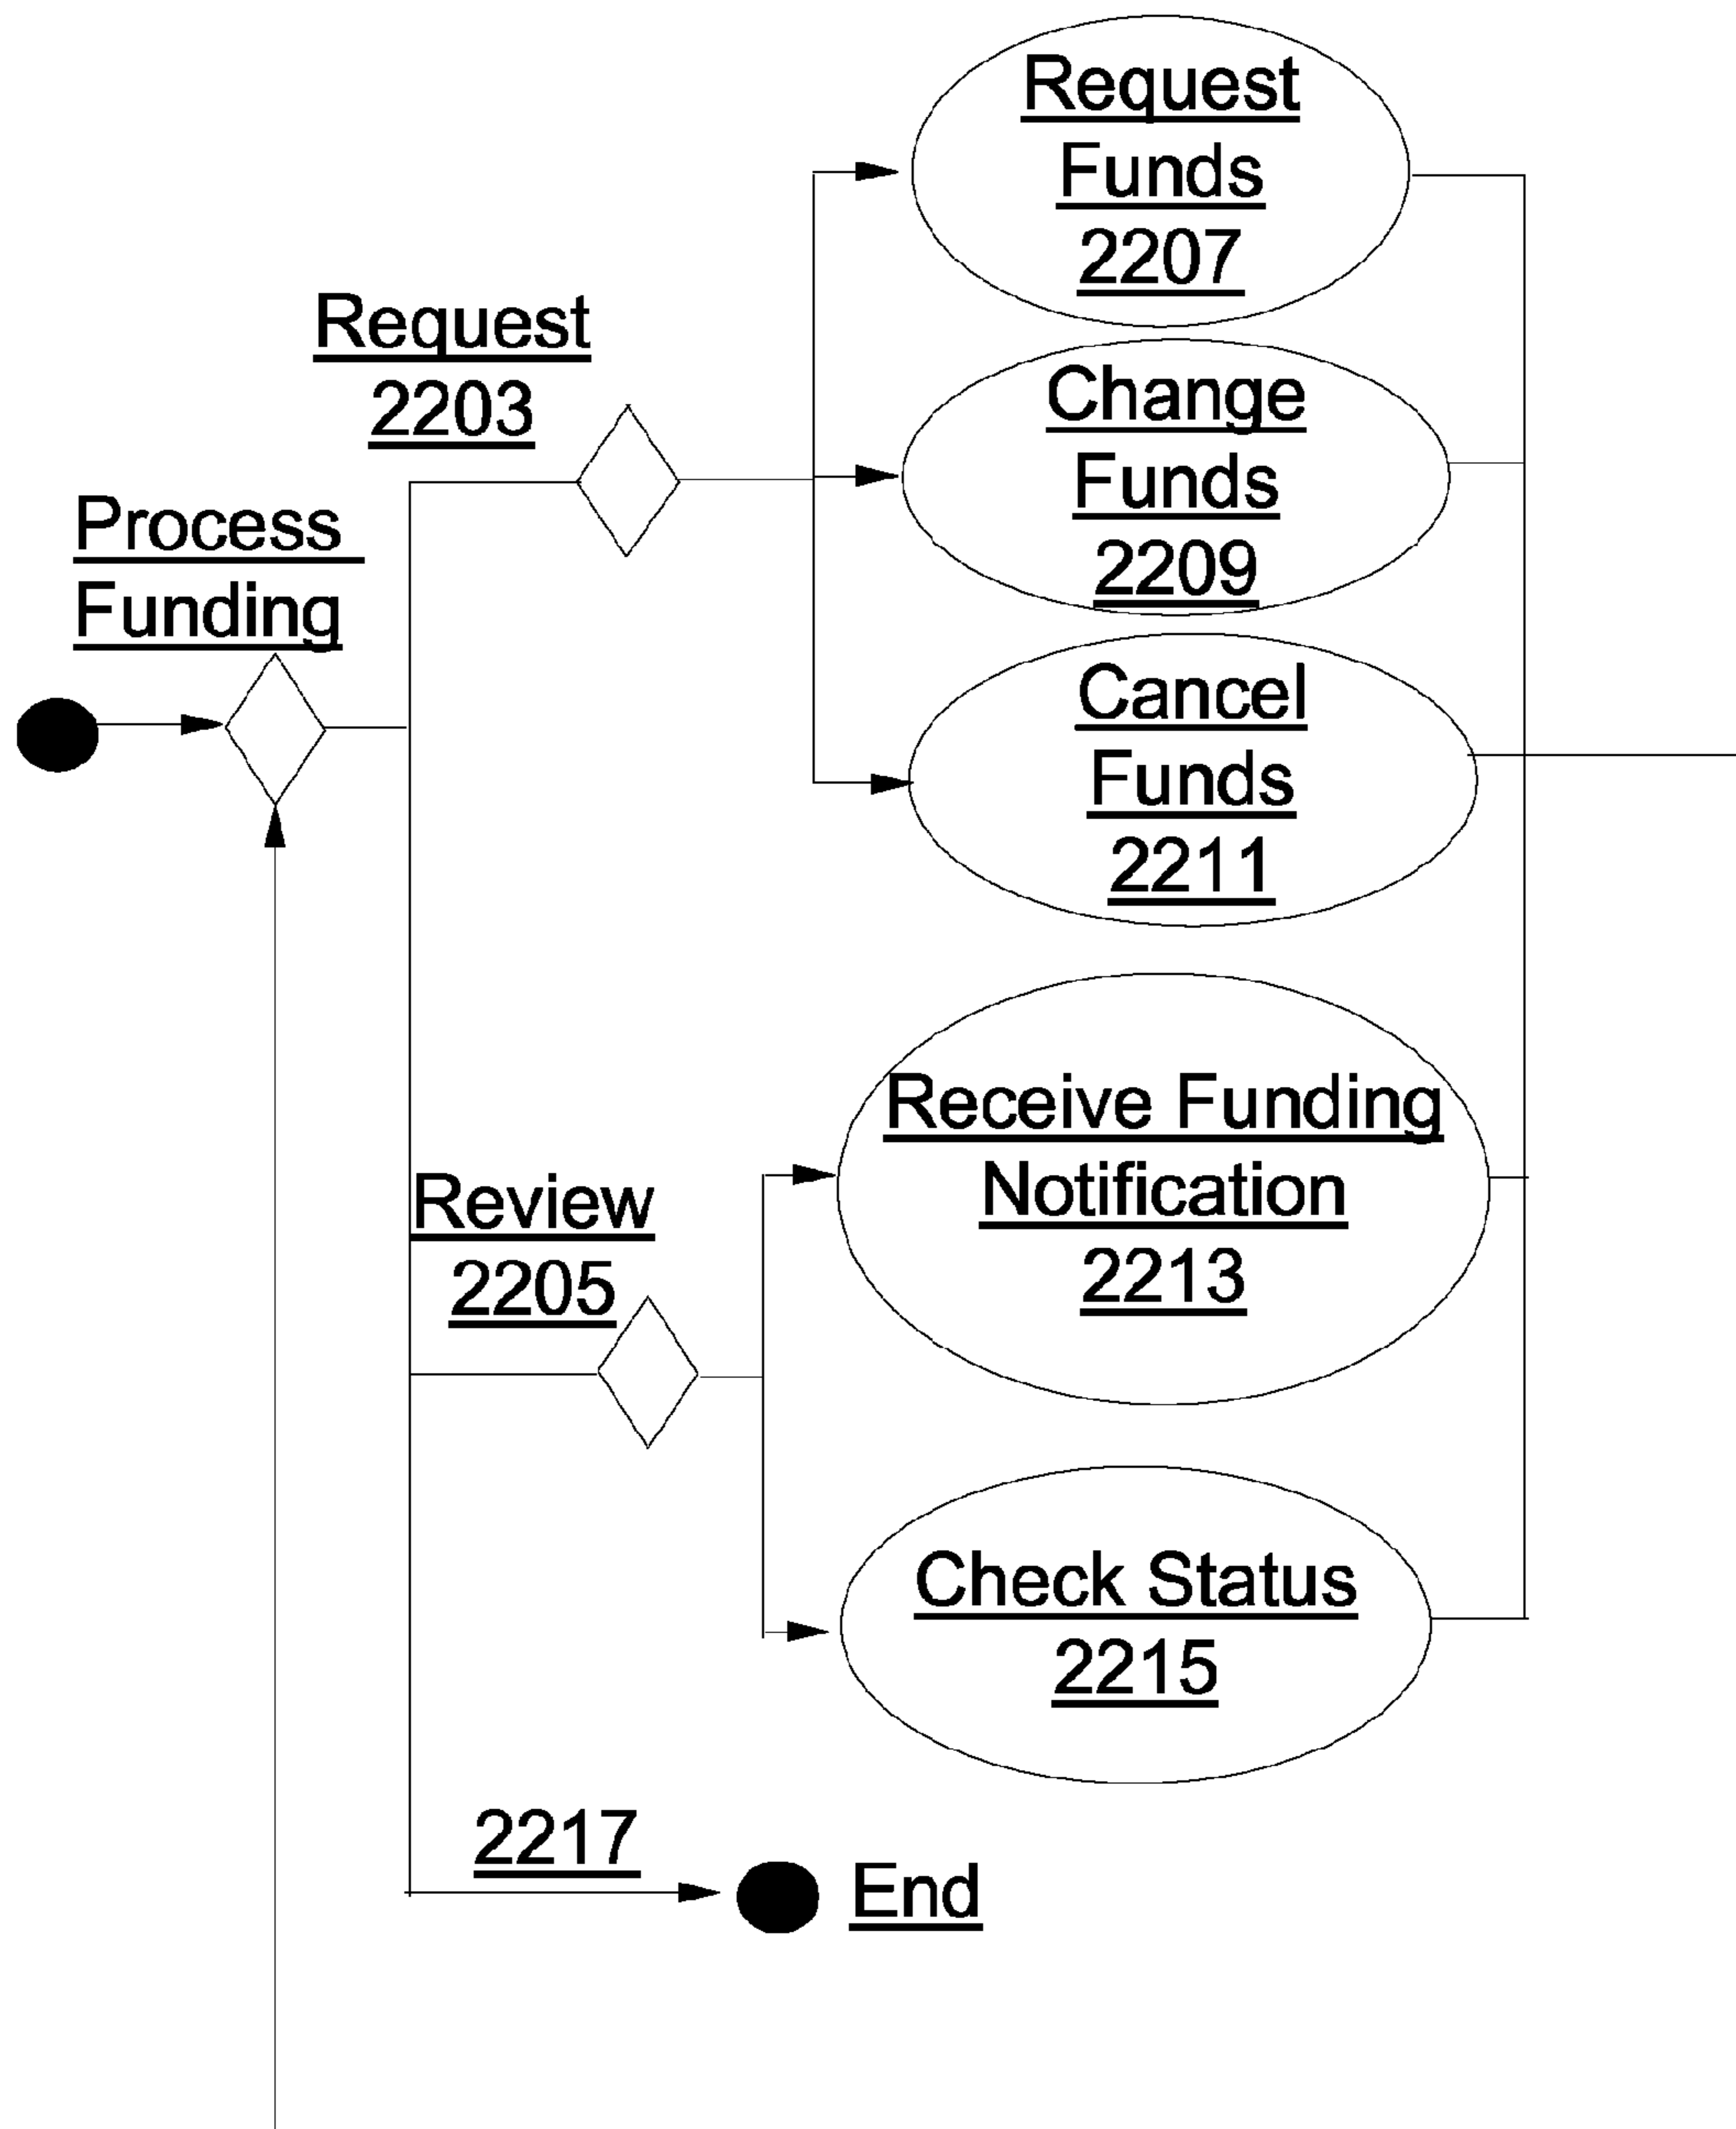 Request
Funds
2207
Request
2203
Change
Funds
2209
Process
Funding
Cancel
Funds
2211
Receive Funding
Notification
2213
Review
2205
Check Status
2215
2217
End